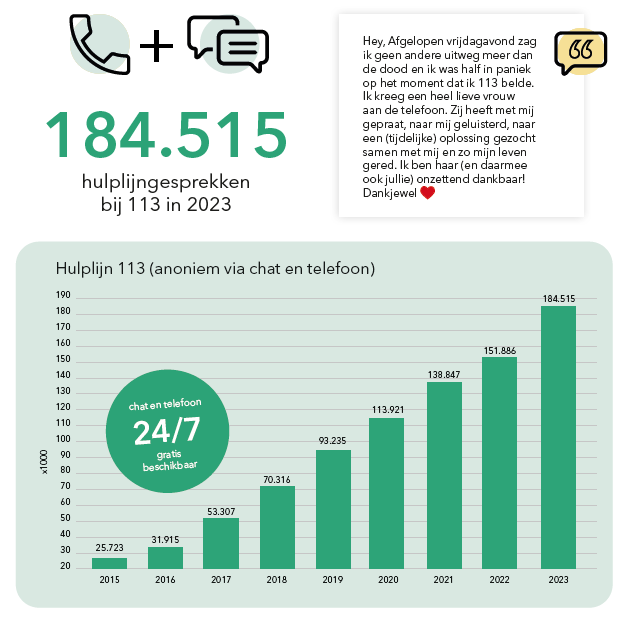 184.515
hulplijngesprekken
bij 113 in 2023
Hey, Afgelopen vrijdagavond zag
ik geen andere uitweg meer dan
de dood en ik was half in paniek
op het moment dat ik 113 belde.
Ik kreeg een heel lieve vrouw
aan de telefoon. Zij heeft met mij
gepraat, naar mij geluisterd, naar
een (tijdelijke) oplossing gezocht
samen met mij en zo mijn leven
gered. Ik ben haar (en daarmee
ook jullie) onzettend dankbaar!
Dankjewel ❤
Hulplijn 113 (anoniem via chat en telefoon)
190
180
170
160
150
140
130
120
110
100
90
80
70
60
50
40
30
20
x1000
chat en telefoon
24/7
gratis
beschikbaar
25.723
31.915
53.307
70.316
93.235
113.921
138.847
151.886
184.515
2015 2016 2017 2018 2019 2020 2021 2022 2023